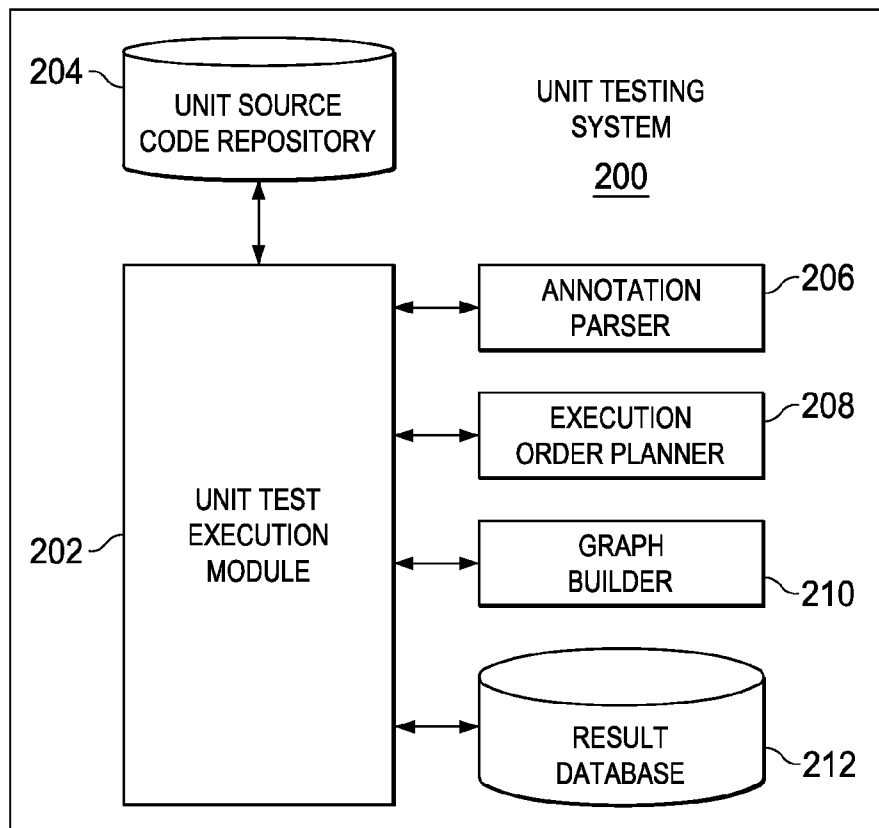 204
UNIT SOURCE
CODE REPOSITORY
UNIT TESTING
SYSTEM
200
206
ANNOTATION
PARSER
208
EXECUTION
ORDER PLANNER
202
UNIT TEST
EXECUTION
MODULE
GRAPH
BUILDER
210
RESULT
DATABASE
212